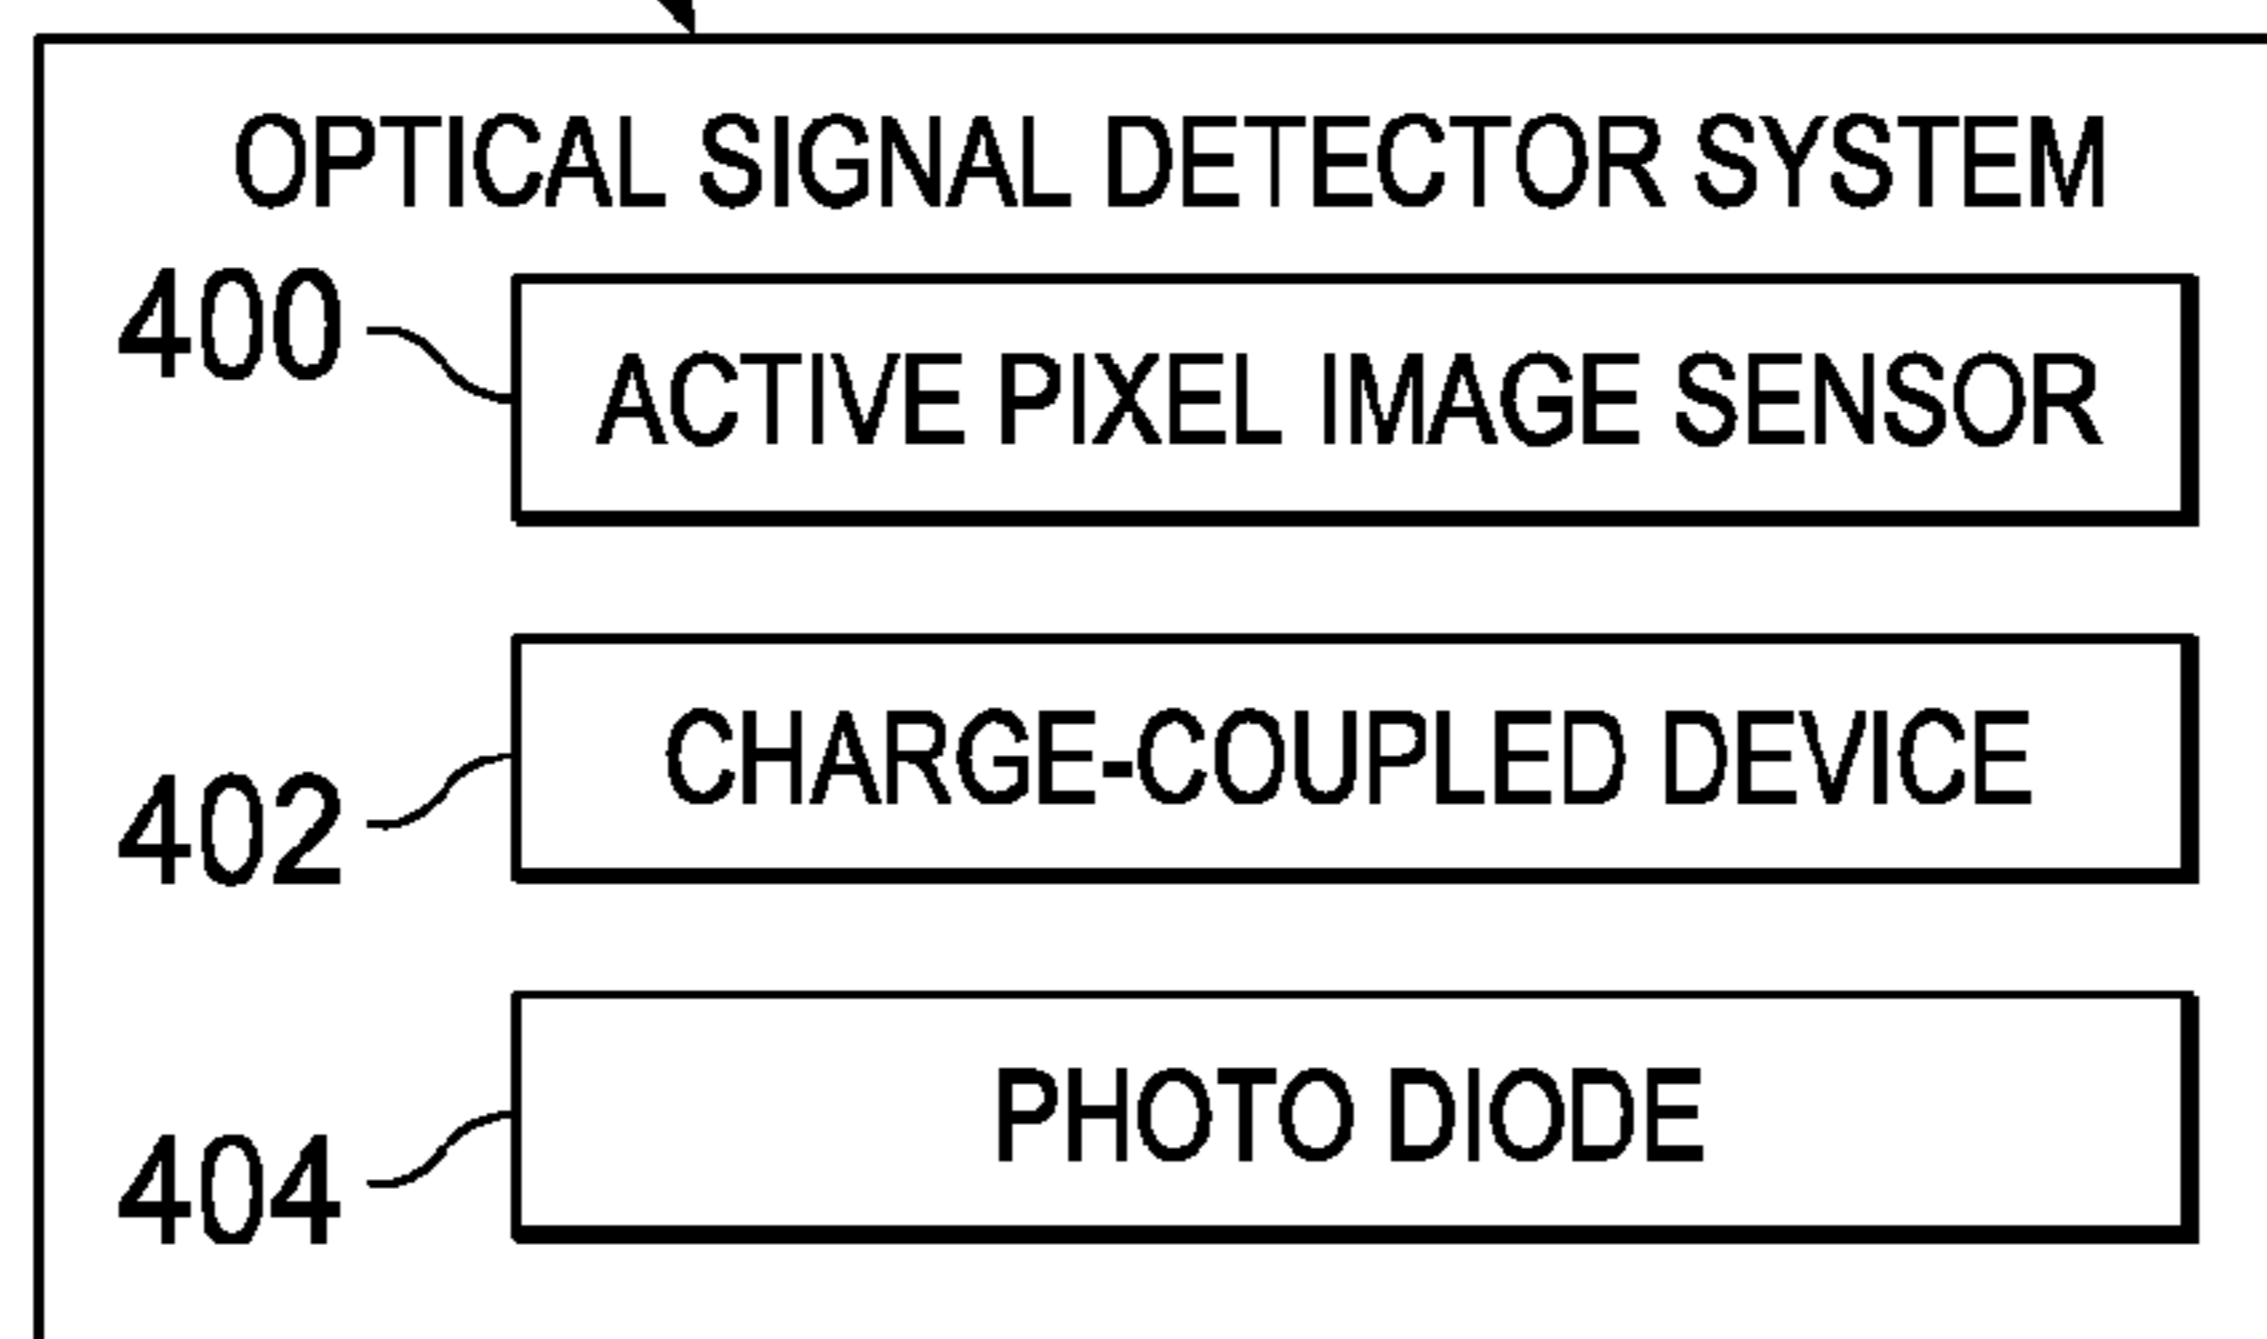 OPTICAL SIGNAL DETECTOR SYSTEM
400
ACTIVE PIXEL IMAGE SENSOR
402
CHARGE-COUPLED DEVICE
404
PHOTO DIODE